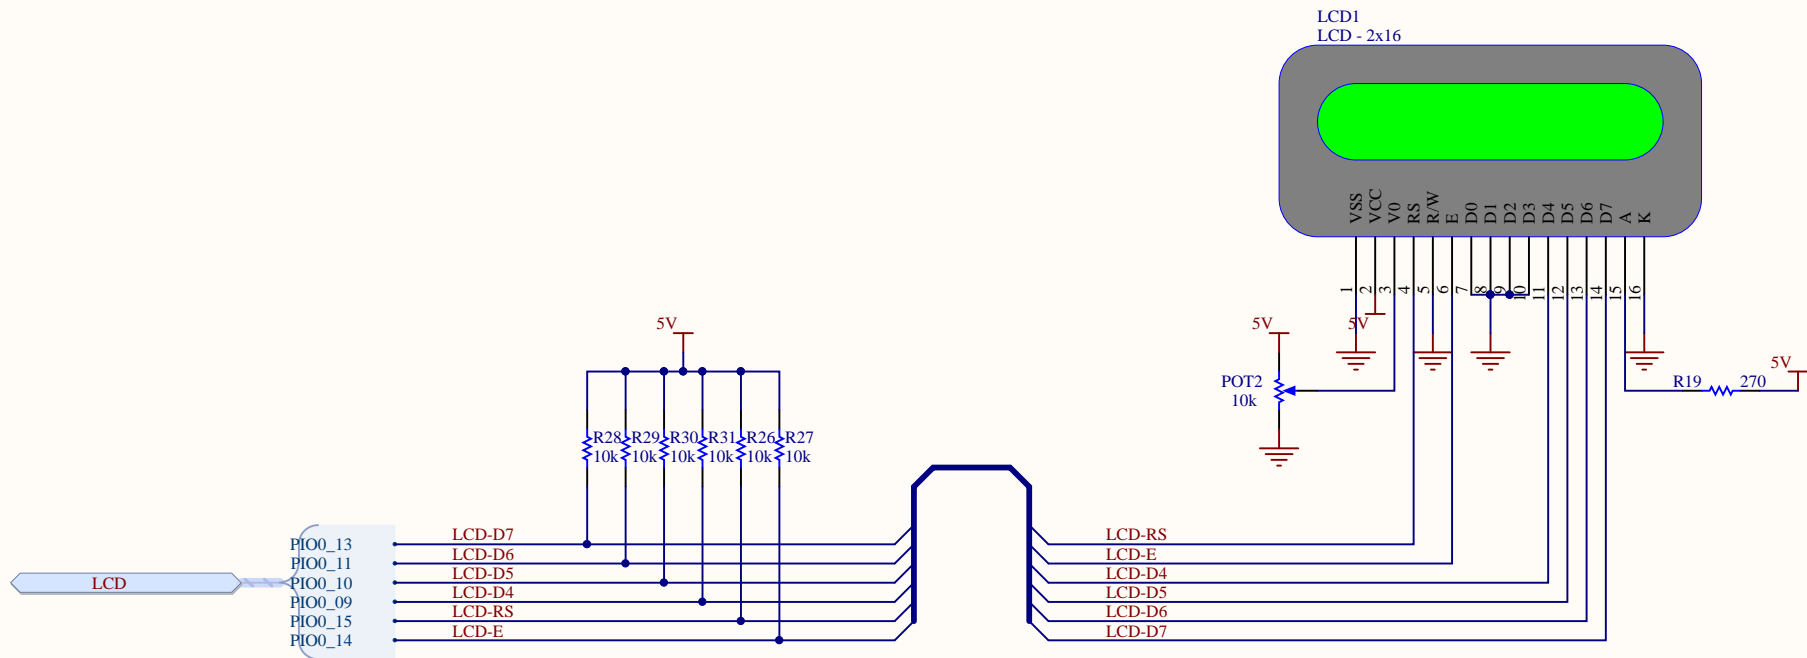 LCD1
LCD - 2x16
VSS
VCC
V0
RS
R/W
E
D0
D1
D2
D3
D4
D5
D6
D7
A
K
1
2
3
4
5
6
7
8
9
10
11
12
13
14
15
16
5V
5V
5V
5V
POT2
10k
R19 270
R28 R29 R30 R31 R26 R27
10k 10k 10k 10k 10k 10k
LCD
PIO0_13
PIO0_11
PIO0_10
PIO0_09
PIO0_15
PIO0_14
LCD-D7
LCD-D6
LCD-D5
LCD-D4
LCD-RS
LCD-E
LCD-RS
LCD-E
LCD-D4
LCD-D5
LCD-D6
LCD-D7